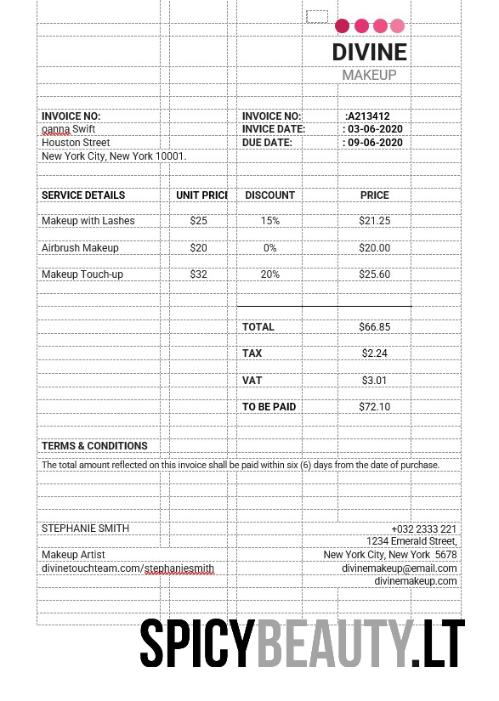 DIVINE
MAKEUP
INVOICE NO: INVOICE NO: :A213412
oanna Swift INVICE DATE: : 03-06-2020
Houston Street DUE DATE: : 09-06-2020
New York City, New York 10001.
SERVICE DETAILS UNIT PRICE DISCOUNT PRICE
Makeup with Lashes $25 15% $21.25
Airbrush Makeup $20 0% $20.00
Makeup Touch-up $32 20% $25.60
TOTAL $66.85
TAX $2.24
VAT $3.01
TO BE PAID $72.10
TERMS & CONDITIONS
The total amount reflected on this invoice shall be paid within six (6) days from the date of purchase.
STEPHANIE SMITH +032 2333 221
1234 Emerald Street,
Makeup Artist New York City, New York 5678
divinetouchteam.com/stephaniesmith divinemakeup@email.com
divinemakeup.com
SPICYBEAUTY.LT